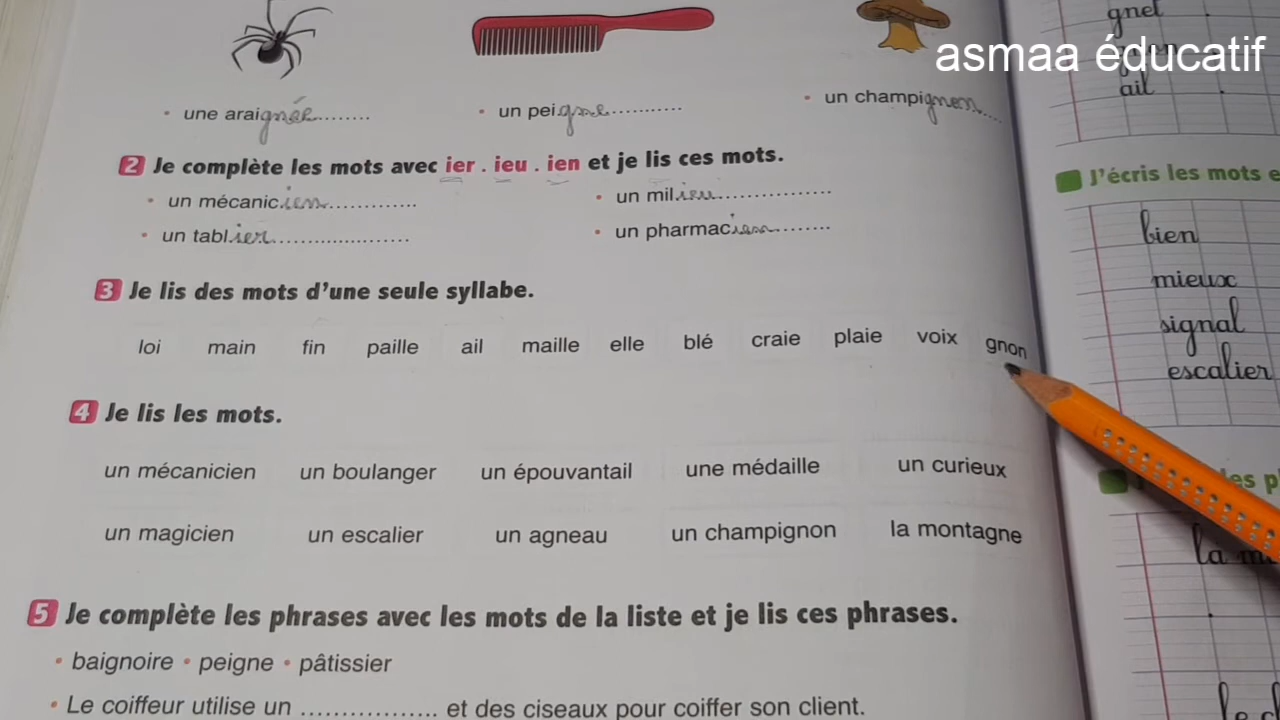 asmaa éducatif
• une araignée........ • un peigne............ • un champignon....
2 Je complète les mots avec ier . ieu . ien et je lis ces mots.
• un mécanicien.............. • un milieu.................
• un tablier....................... • un pharmacien.........
3 Je lis des mots d'une seule syllabe.
loi main fin paille ail maille elle blé craie plaie voix gnon
4 Je lis les mots.
un mécanicien un boulanger un épouvantail une médaille un curieux
un magicien un escalier un agneau un champignon la montagne
5 Je complète les phrases avec les mots de la liste et je lis ces phrases.
• baignoire • peigne • pâtissier
• Le coiffeur utilise un ................. et des ciseaux pour coiffer son client.
gnet
ail
J'écris les mots e
bien
mieux
signal
escalier
es p
la m